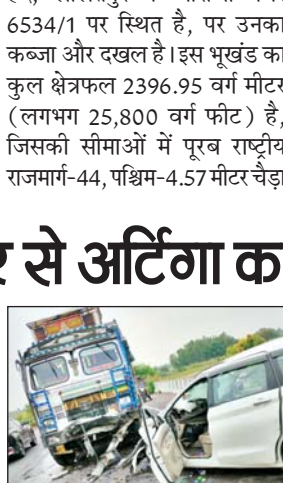 6534/1 पर स्थित है, पर उनका
कब्जा और दखल है। इस भूखंड का
कुल क्षेत्रफल 2396.95 वर्ग मीटर
(लगभग 25,800 वर्ग फीट) है,
जिसकी सीमाओं में पूरब राष्ट्रीय
राजमार्ग-44, पश्चिम-4.57 मीटर चैड़ा
र से अर्टिगा क